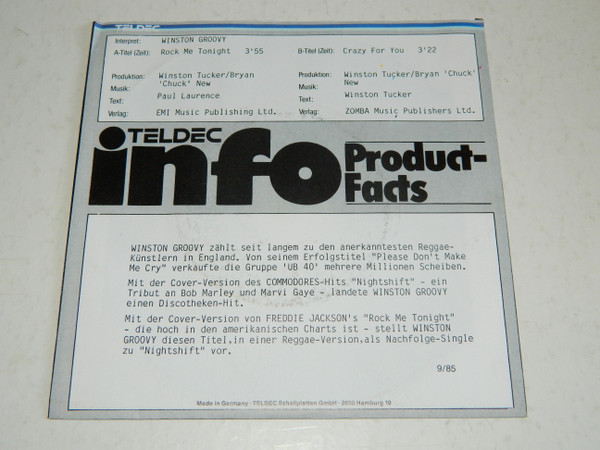 TELDEC
Interpret: WINSTON GROOVY
A-Titel (Zeit): Rock Me Tonight 3'55 B-Titel (Zeit): Crazy For You 3'22
Produktion: Winston Tucker/Bryan Produktion: Winston Tucker/Bryan 'Chuck'
Musik: 'Chuck' New Musik: New
Text: Paul Laurence Text: Winston Tucker
Verlag: EMI Music Publishing Ltd. Verlag: ZOMBA Music Publishers Ltd.
TELDEC
info Product-
Facts
WINSTON GROOVY zählt seit langem zu den anerkanntesten Reggae-
Künstlern in England. Von seinem Erfolgstitel "Please Don't Make
Me Cry" verkaufte die Gruppe 'UB 40' mehrere Millionen Scheiben.
Mit der Cover-Version des COMMODORES-Hits "Nightshift" - ein
Tribut an Bob Marley und Marvi Gaye - landete WINSTON GROOVY
einen Discotheken-Hit.
Mit der Cover-Version von FREDDIE JACKSON's "Rock Me Tonight"
- die hoch in den amerikanischen Charts ist - stellt WINSTON
GROOVY diesen Titel in einer Reggae-Version als Nachfolge-Single
zu "Nightshift" vor.
9/85
Made in Germany · TELDEC Schallplatten GmbH · 2000 Hamburg 19